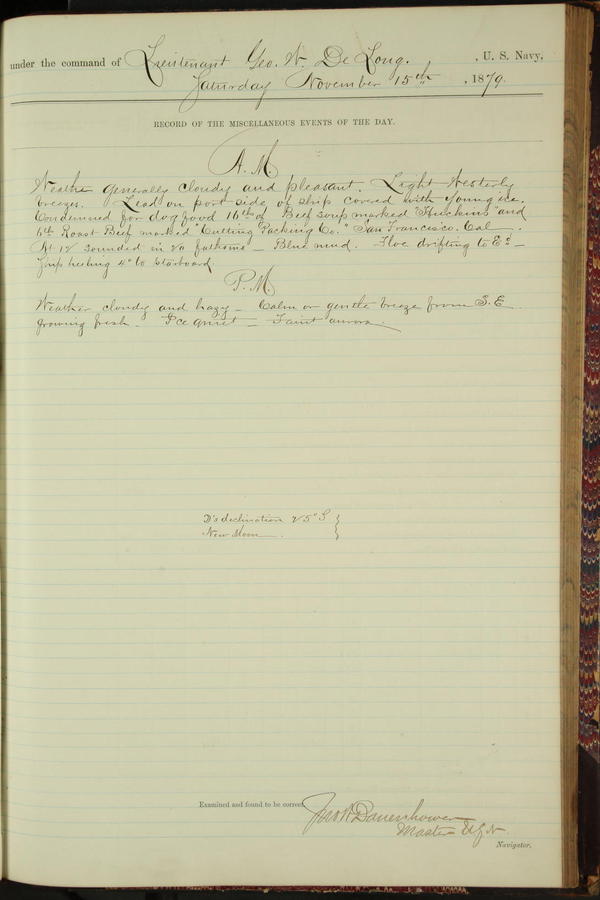 under the command of Lieutenant Geo. W. De Long. , U. S. Navy,
Saturday November 15th , 1879.
RECORD OF THE MISCELLANEOUS EVENTS OF THE DAY.
A.M.
Weather generally cloudy and pleasant. Light Westerly
breezes. Lead on port side of ship covered with young ice.
Condemned for dog food 16 lbs of Beef soup marked "Huckins" and
6 lb Roast Beef marked "Cutting Packing Co." San Francisco. Cal.
At 12 sounded in 20 fathoms — Blue mud. Floe drifting to Ed —
Ship heeling 4° to starboard.
P.M.
Weather cloudy and hazy — Calm or gentle breeze from S.E
growing fresh. Ice quiet — Faint aurora.
☽'s declination 25° S }
New Moon . }
Examined and found to be correct
Jno W Danenhower
Master U.S.N.
Navigator.